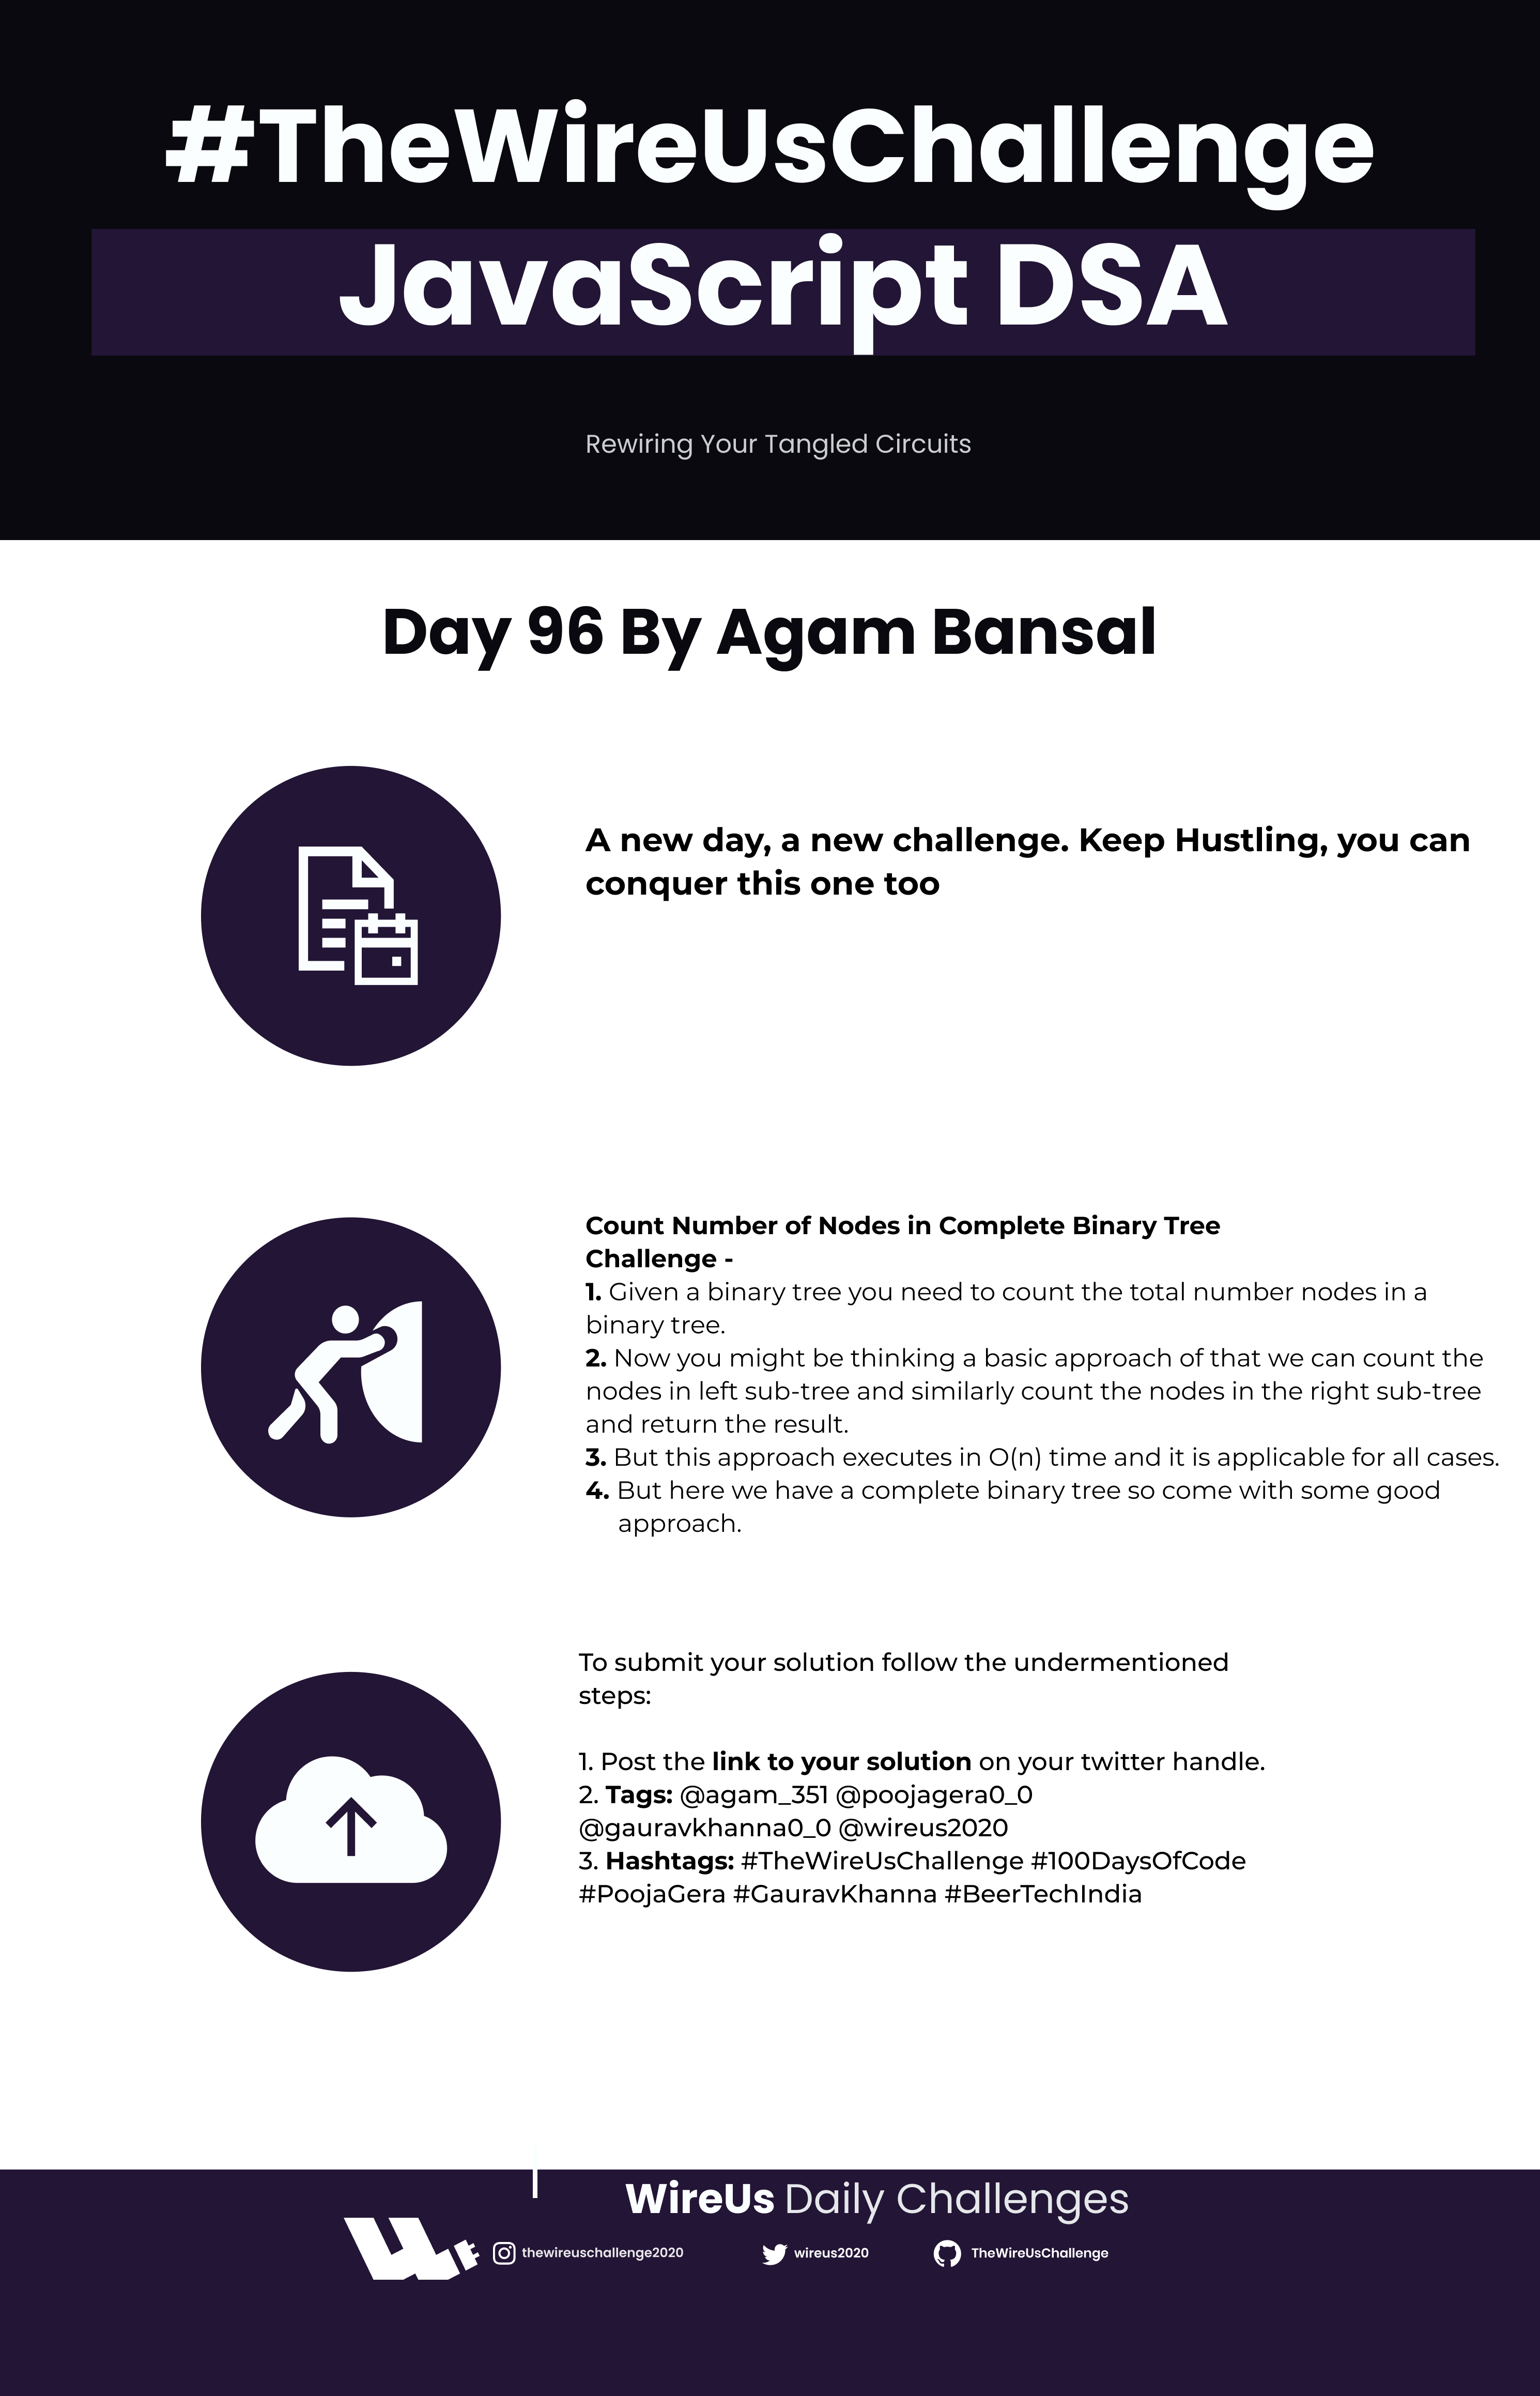 #TheWireUsChallenge
JavaScript DSA
Rewiring Your Tangled Circuits
Day 96 By Agam Bansal
A new day, a new challenge. Keep Hustling, you can
conquer this one too
Count Number of Nodes in Complete Binary Tree
Challenge -
1. Given a binary tree you need to count the total number nodes in a
binary tree.
2. Now you might be thinking a basic approach of that we can count the
nodes in left sub-tree and similarly count the nodes in the right sub-tree
and return the result.
3. But this approach executes in O(n) time and it is applicable for all cases.
4. But here we have a complete binary tree so come with some good
approach.
To submit your solution follow the undermentioned
steps:
1. Post the link to your solution on your twitter handle.
2. Tags: @agam_351 @poojagera0_0
@gauravkhanna0_0 @wireus2020
3. Hashtags: #TheWireUsChallenge #100DaysOfCode
#PoojaGera #GauravKhanna #BeerTechIndia
WireUs Daily Challenges
thewireuschallenge2020 wireus2020 TheWireUsChallenge